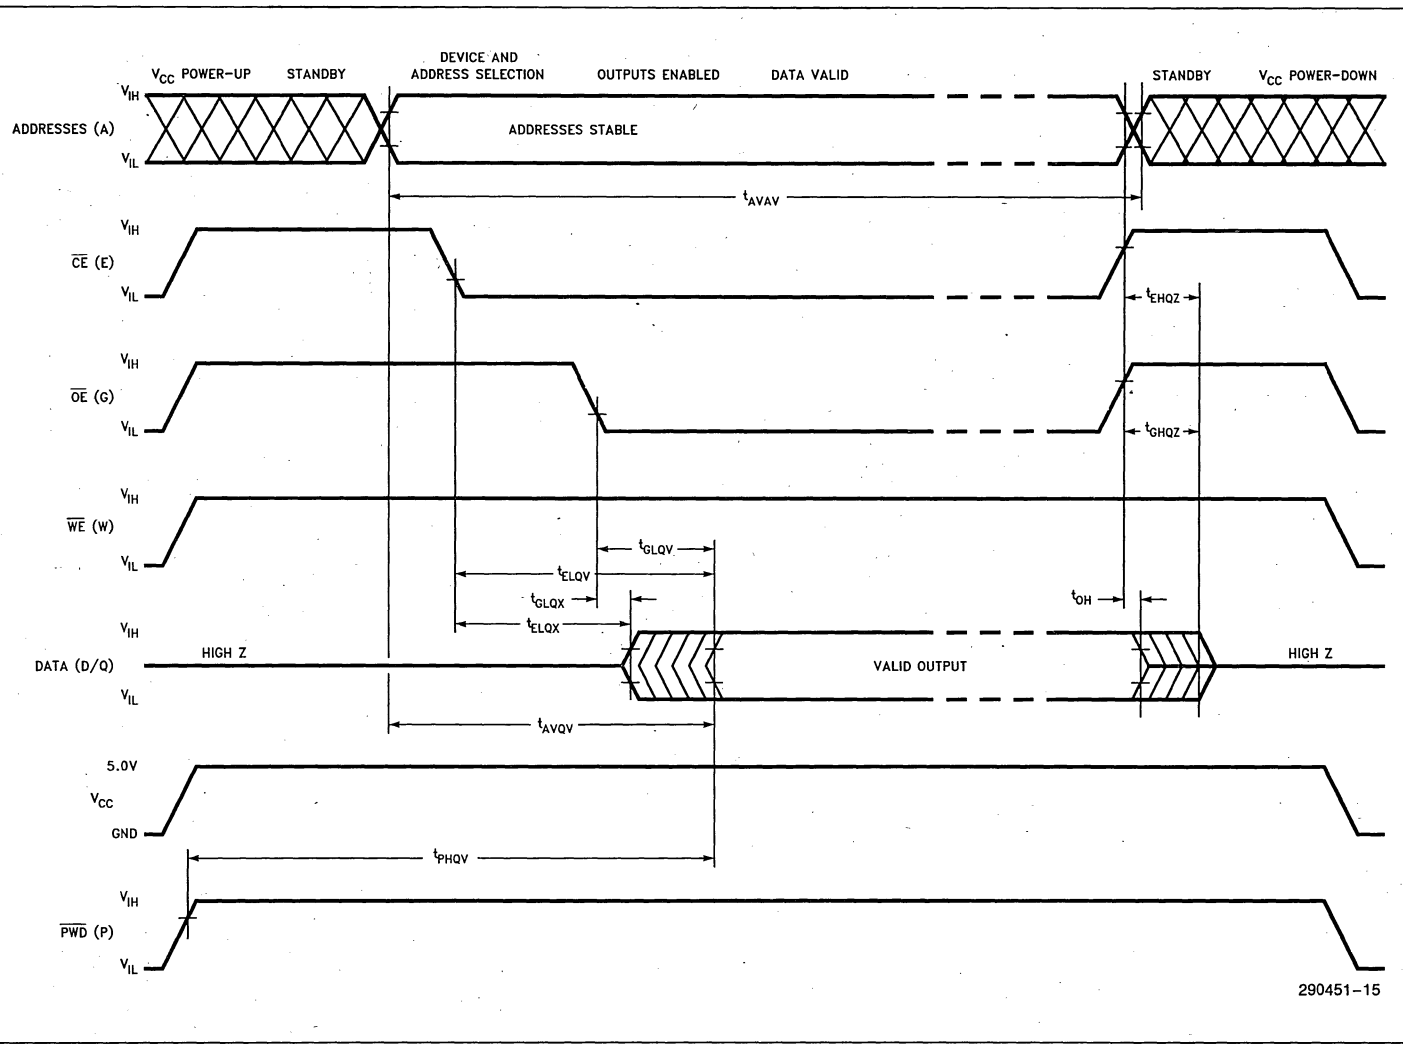 DEVICE AND
VCC POWER-UP STANDBY ADDRESS SELECTION OUTPUTS ENABLED DATA VALID STANDBY VCC POWER-DOWN
VIH
ADDRESSES (A) ADDRESSES STABLE
VIL
tAVAV
VIH
CE (E)
VIL
tEHQZ
VIH
OE (G)
VIL
tGHQZ
VIH
WE (W)
VIL
tGLQV
tELQV
tGLQX
tOH
tELQX
VIH
HIGH Z HIGH Z
DATA (D/Q) VALID OUTPUT
VIL
tAVQV
5.0V
VCC
GND
tPHQV
VIH
PWD (P)
VIL
290451-15